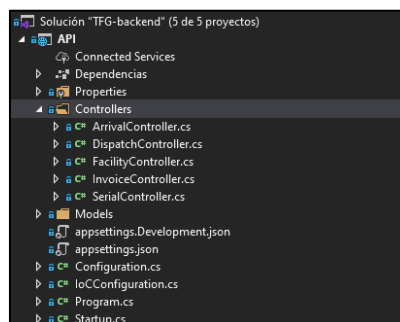 Solución "TFG-backend" (5 de 5 proyectos)
API
Connected Services
Dependencias
Properties
Controllers
C# ArrivalController.cs
C# DispatchController.cs
C# FacilityController.cs
C# InvoiceController.cs
C# SerialController.cs
Models
appsettings.Development.json
appsettings.json
C# Configuration.cs
C# IoCConfiguration.cs
C# Program.cs
C# Startup.cs